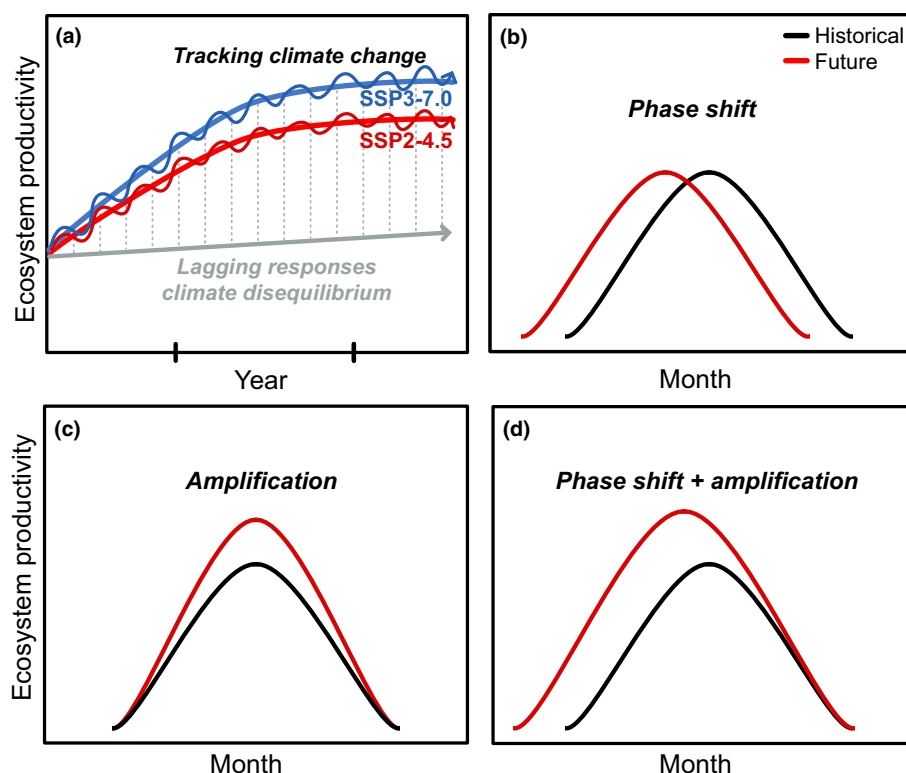 (a)
Tracking climate change
SSP3-7.0
SSP2-4.5
Lagging responses
climate disequilibrium
Ecosystem productivity
Year
(b)
Historical
Future
Phase shift
Month
(c)
Amplification
Ecosystem productivity
Month
(d)
Phase shift + amplification
Month